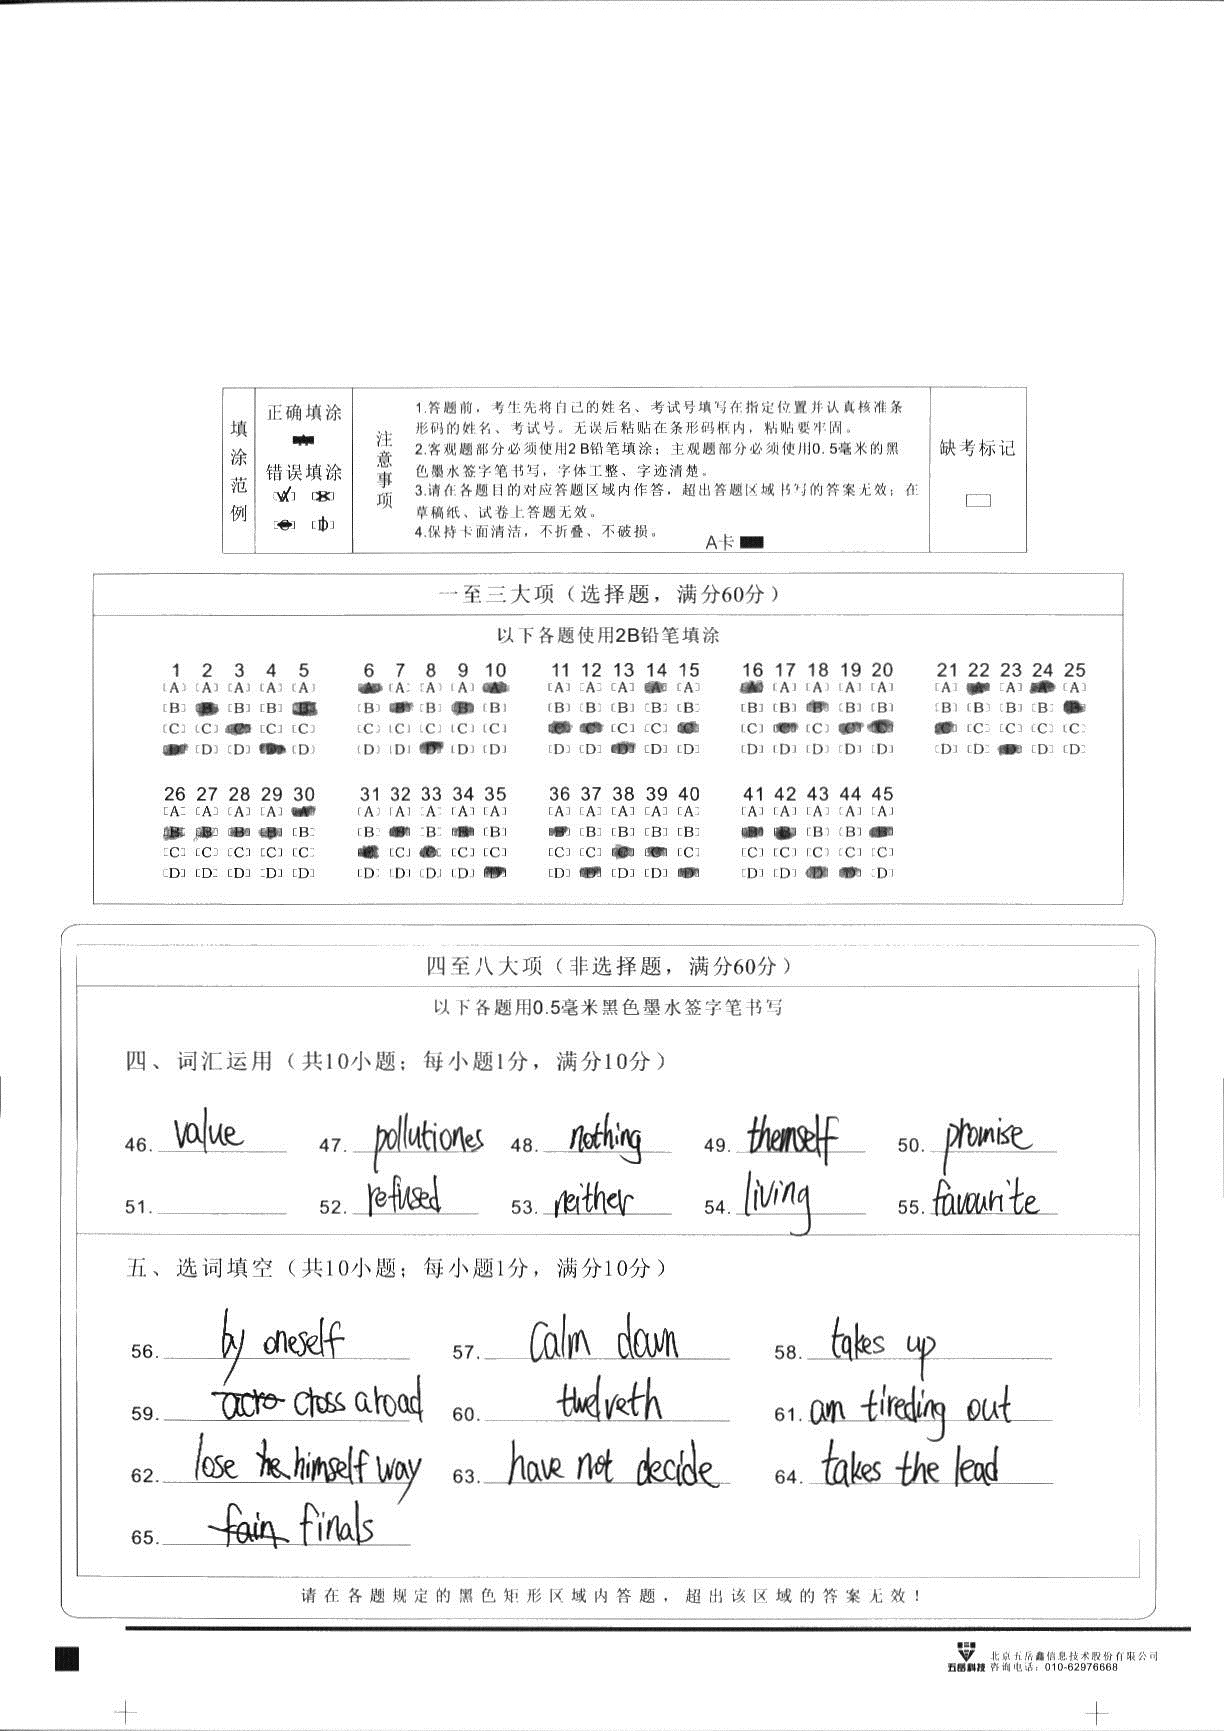 填涂范例
正确填涂
A
错误填涂
[A] [B]
[C] [D]
注意事项
1.答题前，考生先将自己的姓名、考试号填写在指定位置并认真核准条
形码的姓名、考试号。无误后粘贴在条形码框内，粘贴要牢固。
2.客观题部分必须使用2B铅笔填涂；主观题部分必须使用0.5毫米的黑
色墨水签字笔书写，字体工整、字迹清楚。
3.请在各题目的对应答题区域内作答，超出答题区域书写的答案无效；在
草稿纸、试卷上答题无效。
4.保持卡面清洁，不折叠、不破损。
A卡
缺考标记
一至三大项（选择题，满分60分）
以下各题使用2B铅笔填涂
1 2 3 4 5 6 7 8 9 10 11 12 13 14 15 16 17 18 19 20 21 22 23 24 25
[A] [A] [A] [A] [A] [A] [A] [A] [A] [A] [A] [A] [A] [A] [A] [A] [A] [A] [A] [A] [A] [A] [A] [A] [A]
[B] [B] [B] [B] [B] [B] [B] [B] [B] [B] [B] [B] [B] [B] [B] [B] [B] [B] [B] [B] [B] [B] [B] [B] [B]
[C] [C] [C] [C] [C] [C] [C] [C] [C] [C] [C] [C] [C] [C] [C] [C] [C] [C] [C] [C] [C] [C] [C] [C] [C]
[D] [D] [D] [D] [D] [D] [D] [D] [D] [D] [D] [D] [D] [D] [D] [D] [D] [D] [D] [D] [D] [D] [D] [D] [D]
26 27 28 29 30 31 32 33 34 35 36 37 38 39 40 41 42 43 44 45
[A] [A] [A] [A] [A] [A] [A] [A] [A] [A] [A] [A] [A] [A] [A] [A] [A] [A] [A] [A]
[B] [B] [B] [B] [B] [B] [B] [B] [B] [B] [B] [B] [B] [B] [B] [B] [B] [B] [B] [B]
[C] [C] [C] [C] [C] [C] [C] [C] [C] [C] [C] [C] [C] [C] [C] [C] [C] [C] [C] [C]
[D] [D] [D] [D] [D] [D] [D] [D] [D] [D] [D] [D] [D] [D] [D] [D] [D] [D] [D] [D]
四至八大项（非选择题，满分60分）
以下各题用0.5毫米黑色墨水签字笔书写
四、词汇运用（共10小题；每小题1分，满分10分）
46. value 47. pollutiones 48. nothing 49. themself 50. promise
51. 52. refused 53. neither 54. living 55. favourite
五、选词填空（共10小题；每小题1分，满分10分）
56. by oneself 57. Calm down 58. takes up
59. acro cross aroad 60. thelveth 61. am tireding out
62. lose he himself way 63. have not decide 64. takes the lead
65. fain finals
请在各题规定的黑色矩形区域内答题，超出该区域的答案无效！
五岳科技 北京五岳鑫信息技术股份有限公司
咨询电话：010-62976668